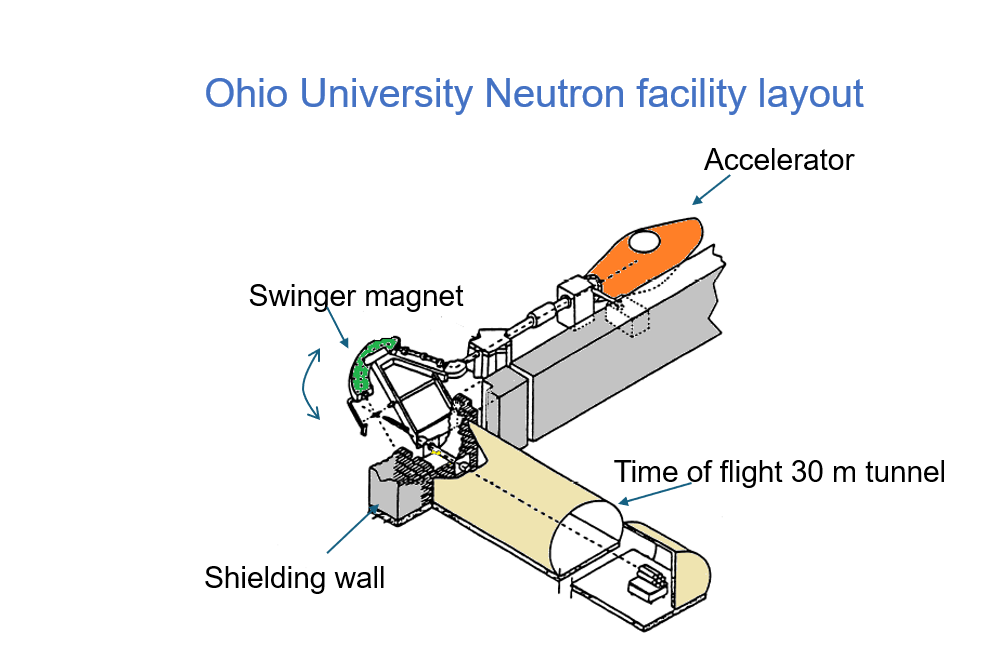 Ohio University Neutron facility layout
Accelerator
Swinger magnet
Time of flight 30 m tunnel
Shielding wall